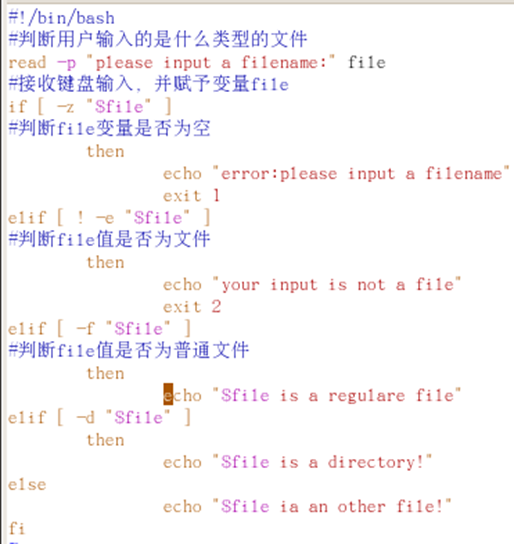 #!/bin/bash
#判断用户输入的是什么类型的文件
read -p "please input a filename:" file
#接收键盘输入，并赋予变量file
if [ -z "$file" ]
#判断file变量是否为空
then
echo "error:please input a filename"
exit 1
elif [ ! -e "$file" ]
#判断file值是否为文件
then
echo "your input is not a file"
exit 2
elif [ -f "$file" ]
#判断file值是否为普通文件
then
echo "$file is a regulare file"
elif [ -d "$file" ]
then
echo "$file is a directory!"
else
echo "$file ia an other file!"
fi